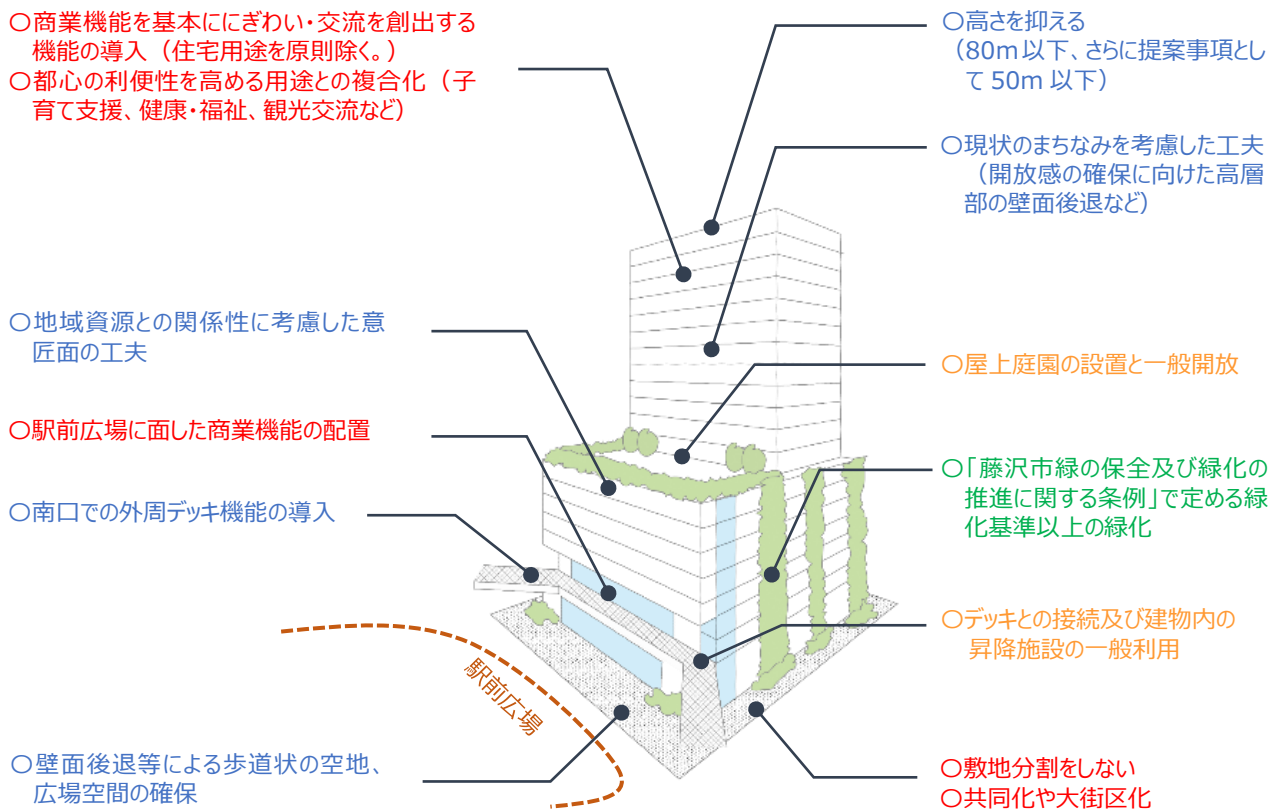 〇商業機能を基本ににぎわい・交流を創出する
機能の導入（住宅用途を原則除く。）
〇都心の利便性を高める用途との複合化（子
育て支援、健康・福祉、観光交流など）
〇地域資源との関係性に考慮した意
匠面の工夫
〇駅前広場に面した商業機能の配置
〇南口での外周デッキ機能の導入
〇壁面後退等による歩道状の空地、
広場空間の確保
駅前広場
〇高さを抑える
（80ｍ以下、さらに提案事項とし
て 50ｍ 以下）
〇現状のまちなみを考慮した工夫
（開放感の確保に向けた高層
部の壁面後退など）
〇屋上庭園の設置と一般開放
〇「藤沢市緑の保全及び緑化の
推進に関する条例」で定める緑
化基準以上の緑化
〇デッキとの接続及び建物内の
昇降施設の一般利用
〇敷地分割をしない
〇共同化や大街区化